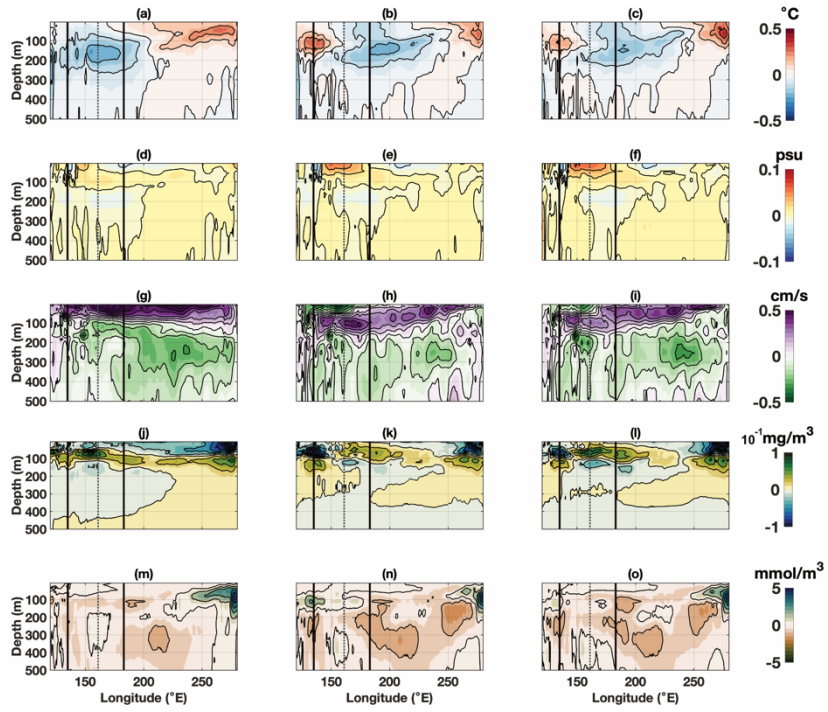 (a) (b) (c) °C
Depth (m) 100 200 300 400 500 0.5 0 -0.5
(d) (e) (f) psu
Depth (m) 100 200 300 400 500 0.1 0 -0.1
(g) (h) (i) cm/s
Depth (m) 100 200 300 400 500 0.5 0 -0.5
(j) (k) (l) 10⁻¹mg/m³
Depth (m) 100 200 300 400 500 1 0 -1
(m) (n) (o) mmol/m³
Depth (m) 100 200 300 400 500 5 0 -5
150 200 250 150 200 250 150 200 250
Longitude (°E) Longitude (°E) Longitude (°E)